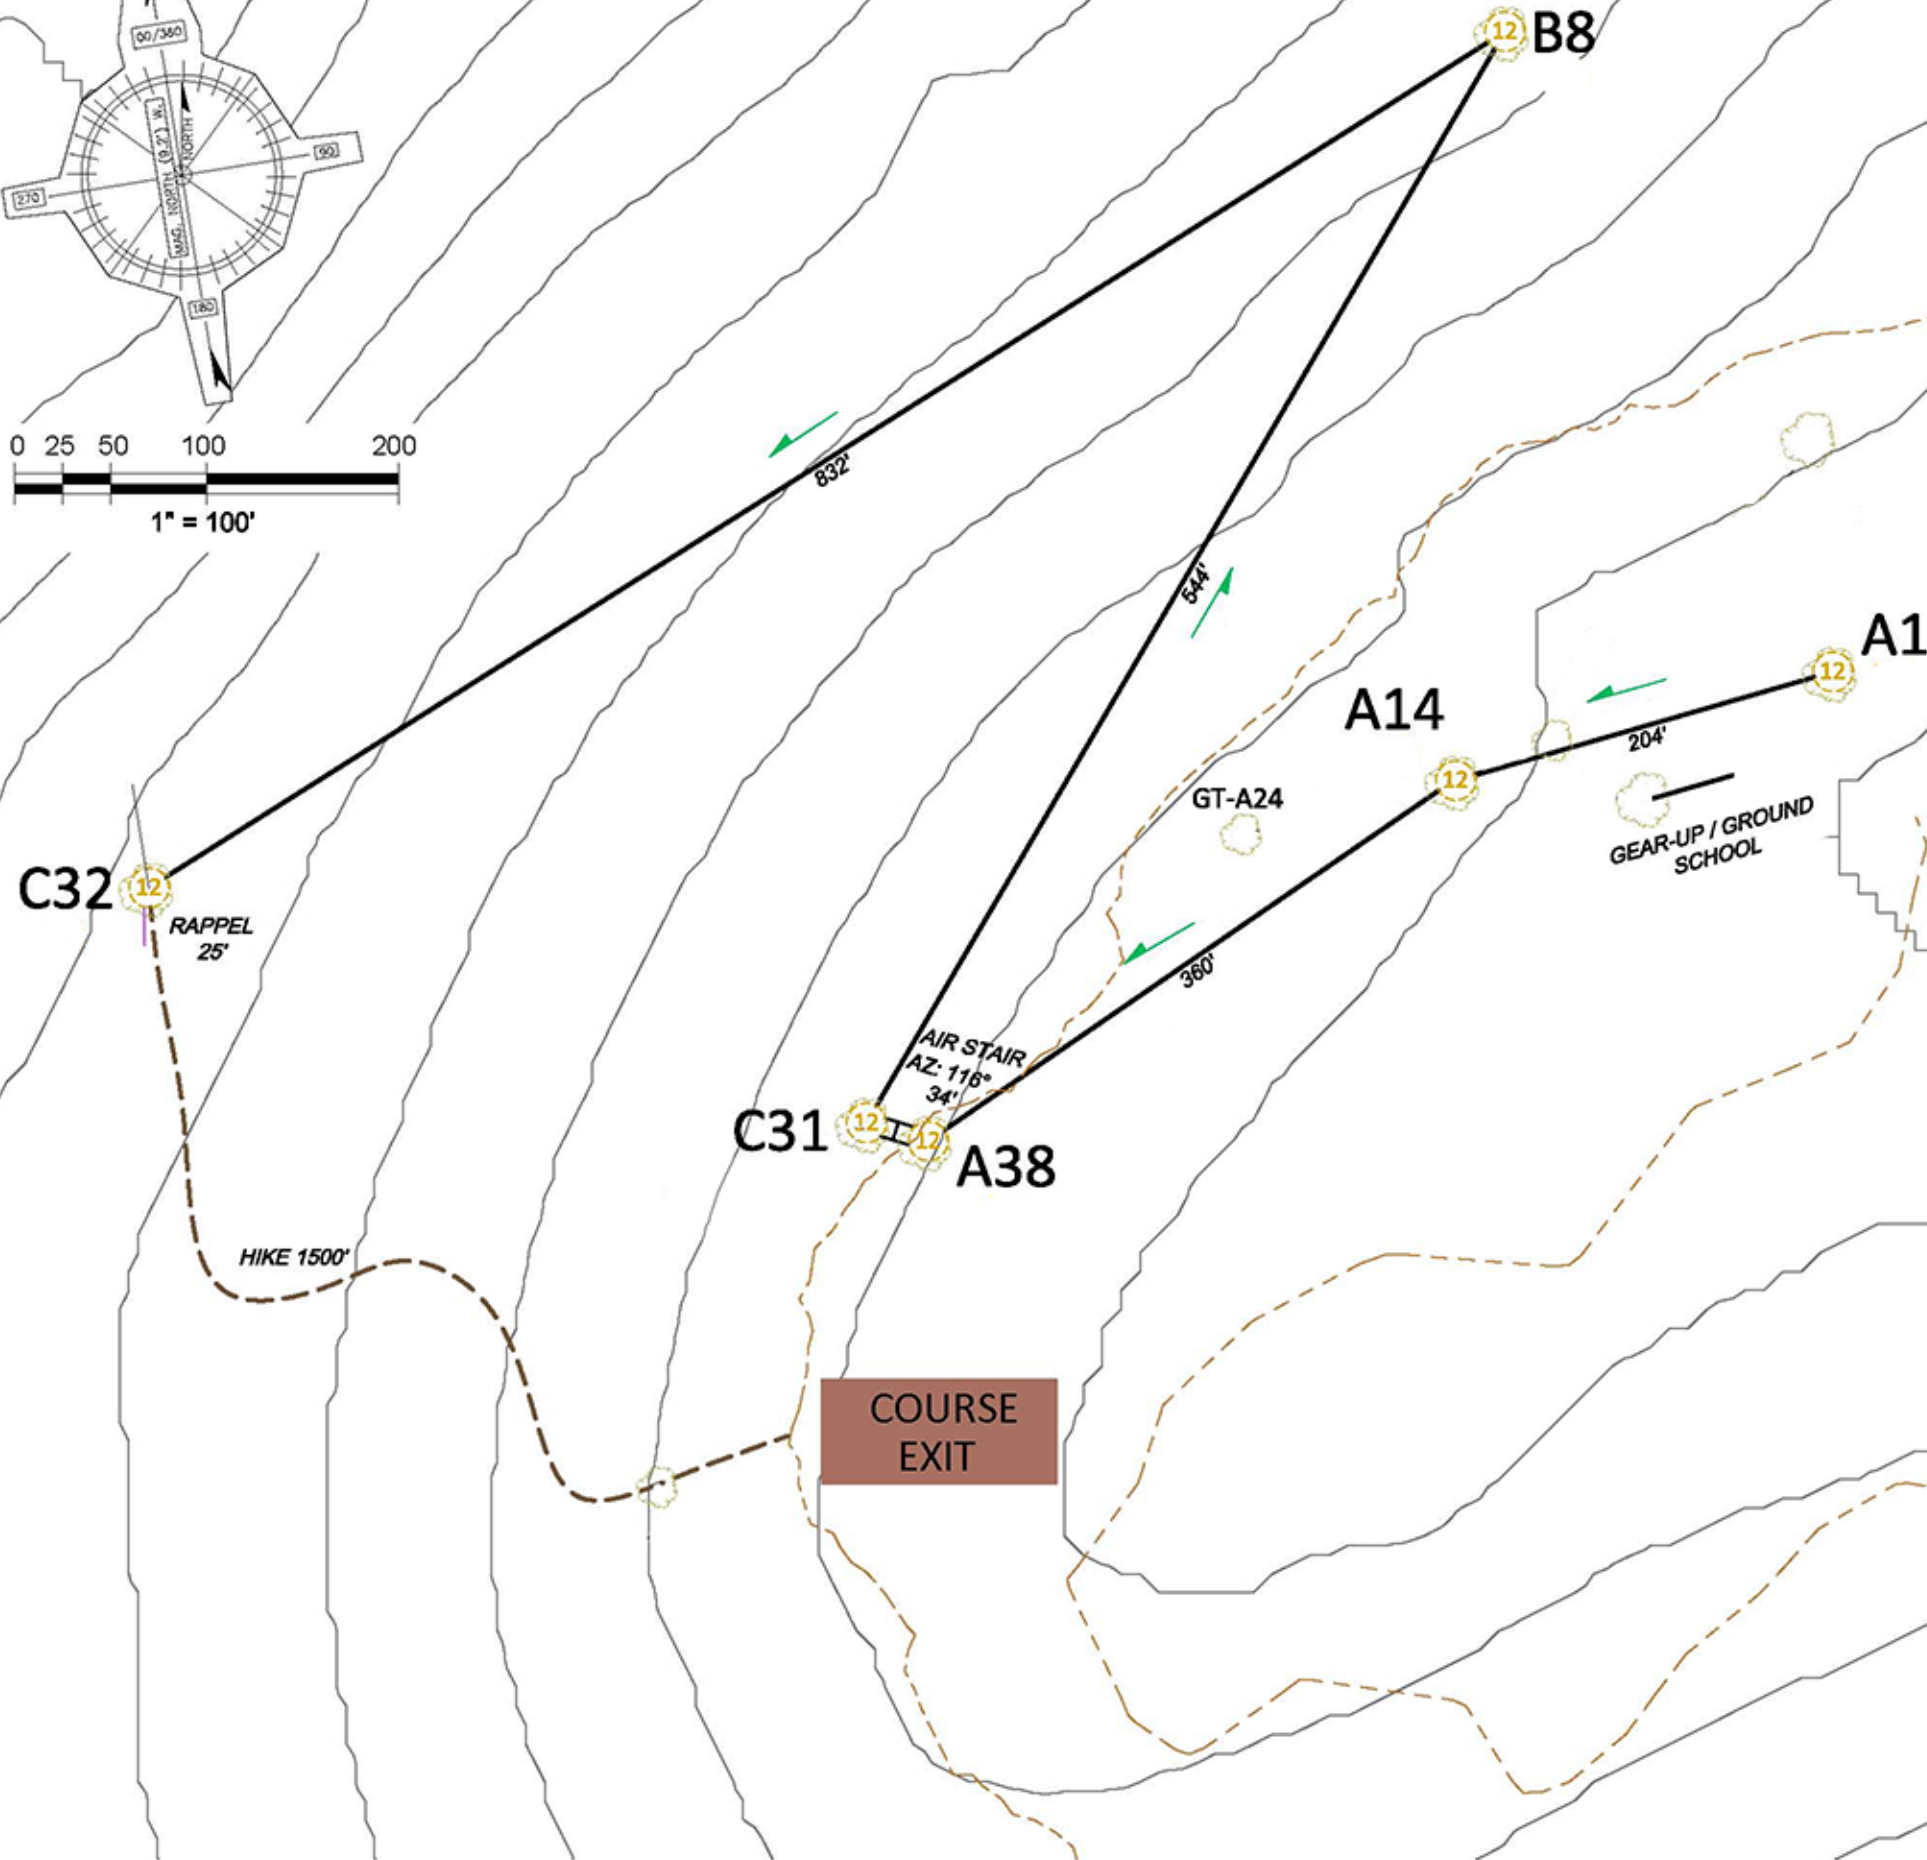 00/360
MAG. NORTH (9.2°) W.
NORTH
90
270
180
0 25 50 100 200
1" = 100'
12
B8
832'
544'
A1
12
A14
12
204'
GT-A24
GEAR-UP / GROUND
SCHOOL
C32
12
RAPPEL
25'
360'
AIR STAIR
AZ: 116°
34'
C31
12
12
A38
HIKE 1500'
COURSE
EXIT